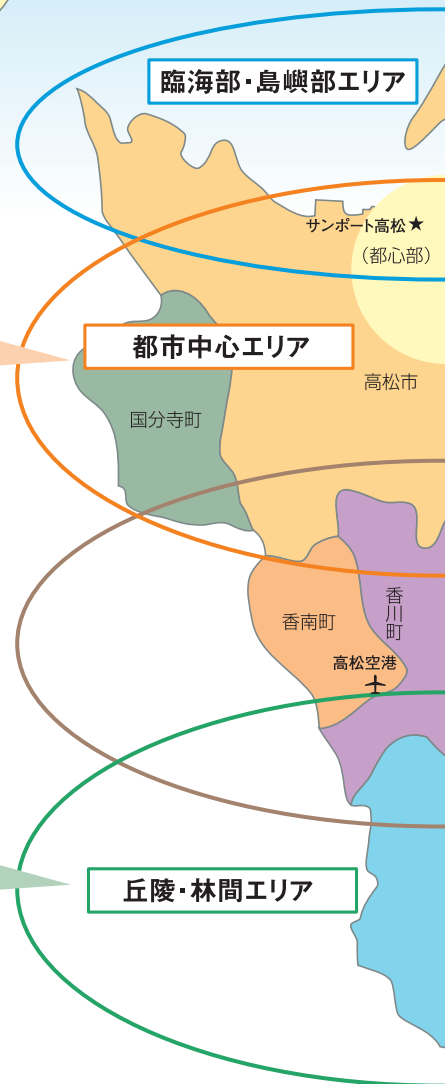 臨海部・島嶼部エリア
サンポート高松★
（都心部）
都市中心エリア
高松市
国分寺町
香川町
香南町
高松空港
丘陵・林間エリア